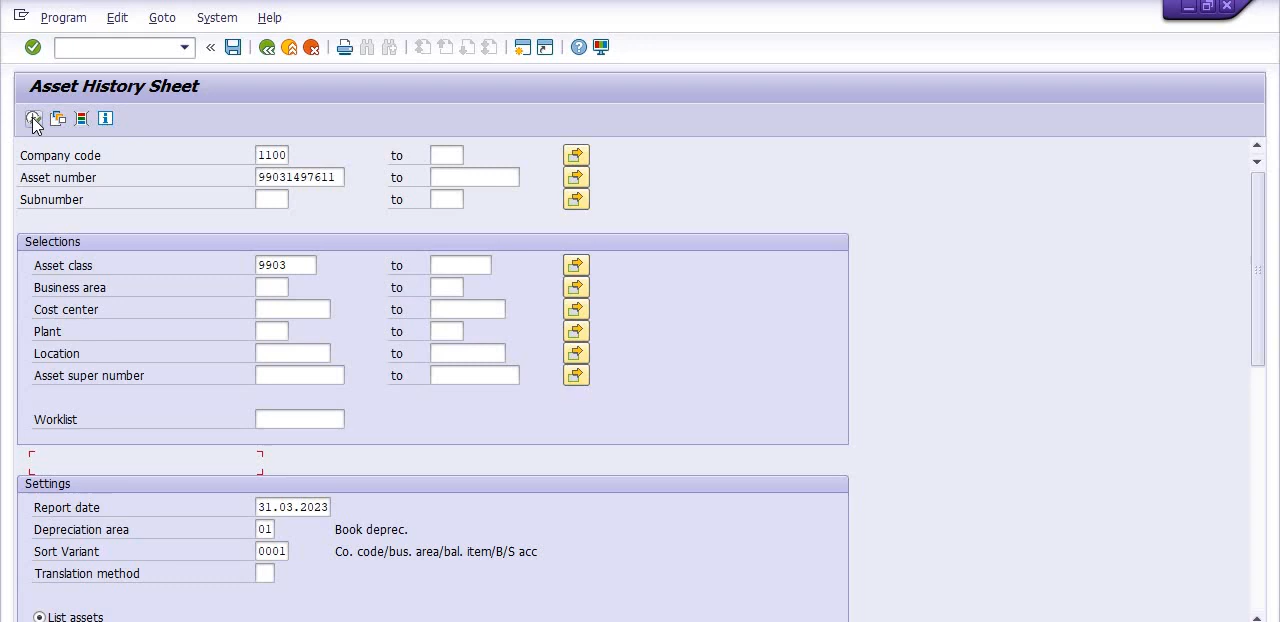 Program Edit Goto System Help
Asset History Sheet
Company code 1100 to
Asset number 99031497611 to
Subnumber to
Selections
Asset class 9903 to
Business area to
Cost center to
Plant to
Location to
Asset super number to
Worklist
Settings
Report date 31.03.2023
Depreciation area 01 Book deprec.
Sort Variant 0001 Co. code/bus. area/bal. item/B/S acc
Translation method
List assets